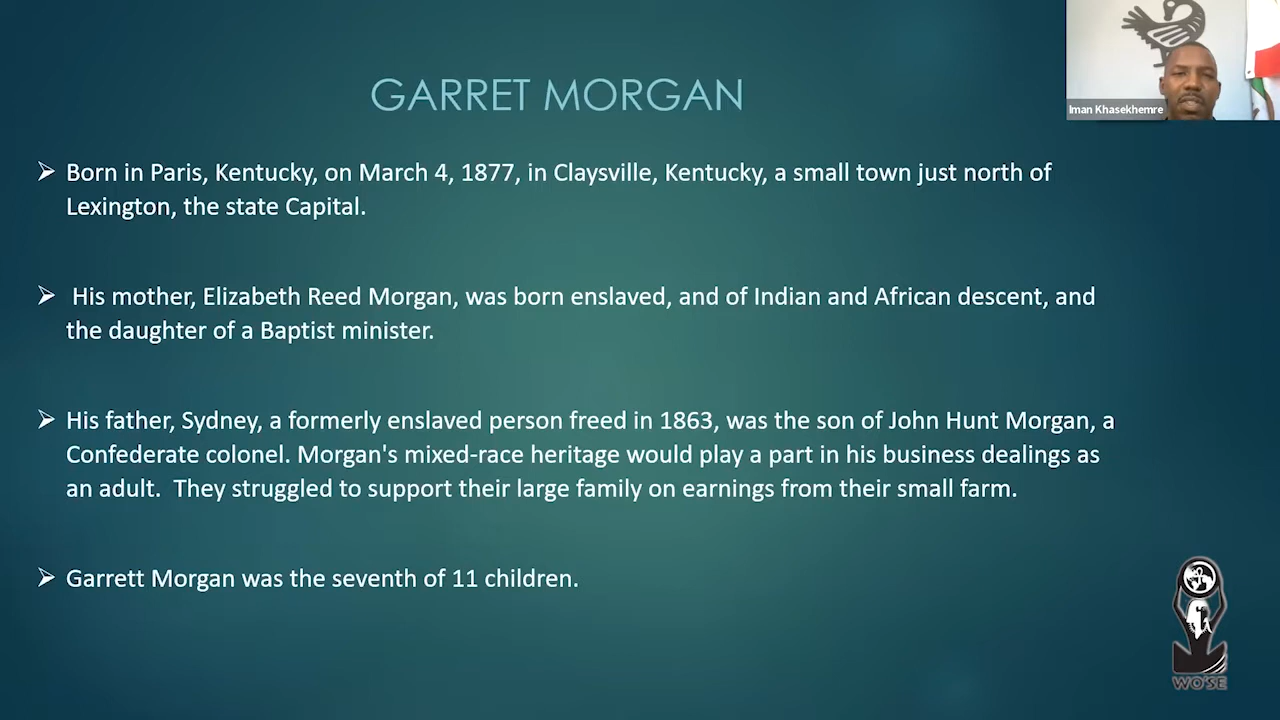 GARRET MORGAN
Iman Khasekhemre
➢ Born in Paris, Kentucky, on March 4, 1877, in Claysville, Kentucky, a small town just north of
Lexington, the state Capital.
➢ His mother, Elizabeth Reed Morgan, was born enslaved, and of Indian and African descent, and
the daughter of a Baptist minister.
➢ His father, Sydney, a formerly enslaved person freed in 1863, was the son of John Hunt Morgan, a
Confederate colonel. Morgan's mixed-race heritage would play a part in his business dealings as
an adult.  They struggled to support their large family on earnings from their small farm.
➢ Garrett Morgan was the seventh of 11 children.
WO'SE